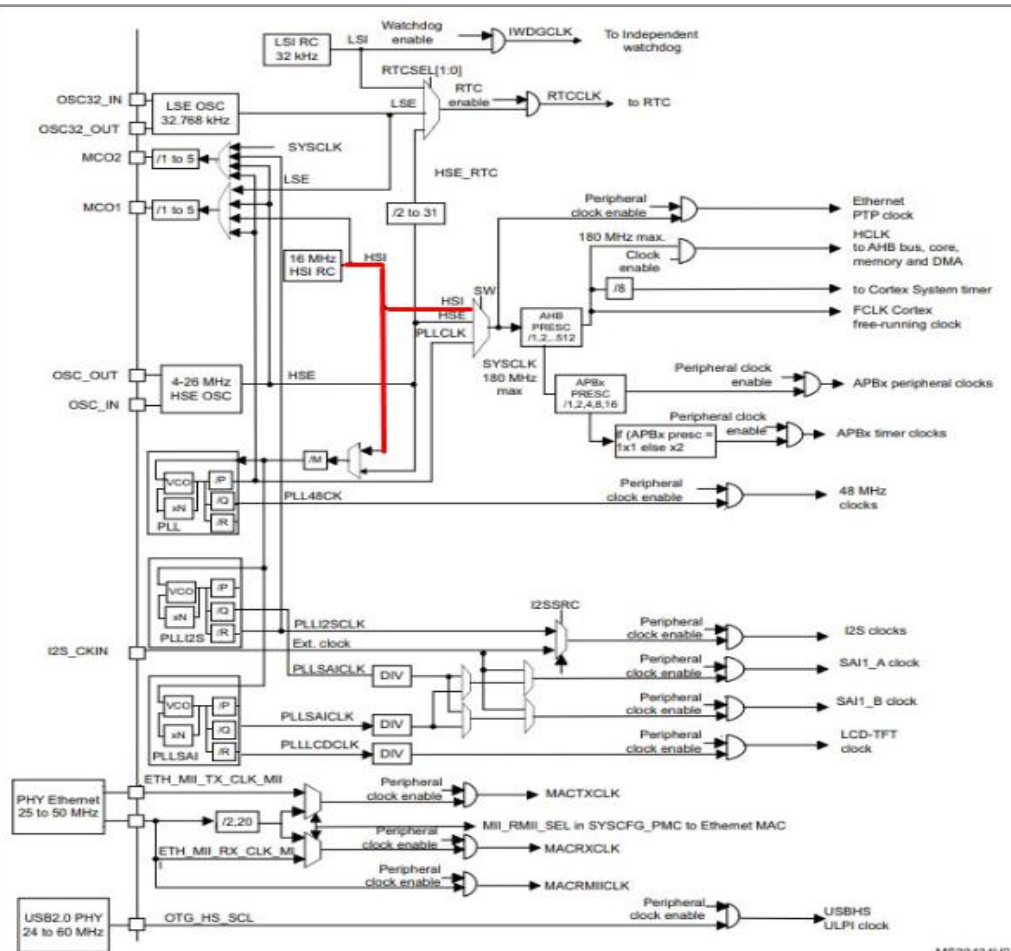 LSI RC
32 kHz
LSI
Watchdog
enable
IWDGCLK
To Independent
watchdog
RTCSEL[1:0]
OSC32_IN
OSC32_OUT
LSE OSC
32.768 kHz
LSE
RTC
enable
RTCCLK
to RTC
MCO2
/1 to 5
SYSCLK
LSE
HSE_RTC
MCO1
/1 to 5
/2 to 31
Peripheral
clock enable
Ethernet
PTP clock
16 MHz
HSI RC
HSI
180 MHz max.
Clock
enable
HCLK
to AHB bus, core,
memory and DMA
/8
to Cortex System timer
FCLK Cortex
free-running clock
SW
HSI
HSE
PLLCLK
AHB
PRESC
/1,2,..512
SYSCLK
180 MHz
max
OSC_OUT
OSC_IN
4-26 MHz
HSE OSC
HSE
APBx
PRESC
/1,2,4,8,16
Peripheral clock
enable
APBx peripheral clocks
if (APBx presc =
1x1 else x2
Peripheral clock
enable
APBx timer clocks
/M
VCO
xN
/P
/Q
/R
PLL
PLL48CK
Peripheral
clock enable
48 MHz
clocks
VCO
xN
/P
/Q
/R
PLLI2S
PLLI2SCLK
I2SSRC
Peripheral
clock enable
I2S clocks
I2S_CKIN
Ext. clock
PLLSAICLK
DIV
Peripheral
clock enable
SAI1_A clock
VCO
xN
/P
/Q
/R
PLLSAI
PLLSAICLK
DIV
Peripheral
clock enable
SAI1_B clock
PLLLCDCLK
DIV
Peripheral
clock enable
LCD-TFT
clock
PHY Ethernet
25 to 50 MHz
ETH_MII_TX_CLK_MII
Peripheral
clock enable
MACTXCLK
/2,20
MII_RMII_SEL in SYSCFG_PMC to Ethernet MAC
ETH_MII_RX_CLK_MI
I
Peripheral
clock enable
MACRXCLK
Peripheral
clock enable
MACRMIICLK
USB2.0 PHY
24 to 60 MHz
OTG_HS_SCL
Peripheral
clock enable
USBHS
ULPI clock